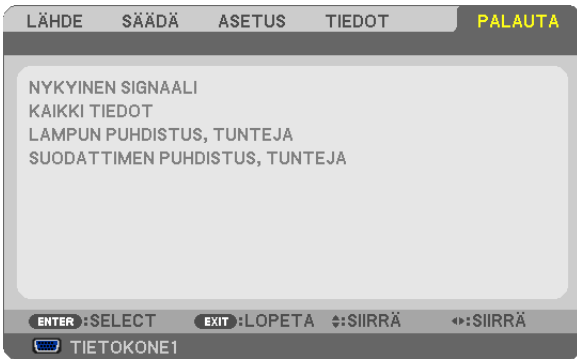 LÄHDE SÄÄDÄ ASETUS TIEDOT PALAUTA
NYKYINEN SIGNAALI
KAIKKI TIEDOT
LAMPUN PUHDISTUS, TUNTEJA
SUODATTIMEN PUHDISTUS, TUNTEJA
ENTER :SELECT EXIT :LOPETA :SIIRRÄ :SIIRRÄ
TIETOKONE1